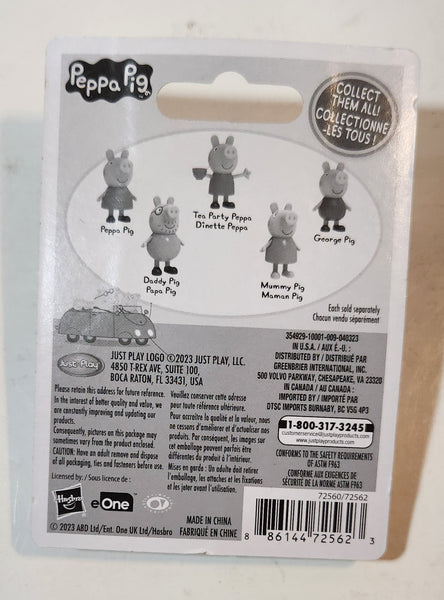 Peppa Pig
COLLECT
THEM ALL!
COLLECTIONNE
-LES TOUS !
Peppa Pig
Tea Party Peppa
Dînette Peppa
George Pig
Daddy Pig
Papa Pig
Mummy Pig
Maman Pig
Each sold separately
Chacun vendu séparément
354929-10001-009-040323
IN U.S.A. / AUX É.-U. :
DISTRIBUTED BY / DISTRIBUÉ PAR
GREENBRIER INTERNATIONAL, INC.
500 VOLVO PARKWAY, CHESAPEAKE, VA 23320
IN CANADA / AU CANADA :
IMPORTED BY / IMPORTÉ PAR
DTSC IMPORTS BURNABY, BC V5G 4P3
Just Play
JUST PLAY LOGO ©2023 JUST PLAY, LLC.
4850 T-REX AVE, SUITE 100,
BOCA RATON, FL 33431, USA
Please retain this address for future reference.
In the interest of better quality and value, we
are constantly improving and updating our
products.
Consequently, pictures on this package may
sometimes vary from the product enclosed.
CAUTION: Adult should remove and dispose
of all packaging, ties and fasteners before use.
Veuillez conserver cette adresse
pour toute référence ultérieure.
Pour accroître la qualité et la valeur, nous
ne cessons d'améliorer et d'actualiser nos
produits. Par conséquent, les images sur
cet emballage peuvent parfois différer du
produit.
Mises en garde : Un adulte doit retirer
l'emballage, les attaches et les fixations
et les jeter avant l'utilisation.
1-800-317-3245
customerservice@justplayproducts.com
www.justplayproducts.com
CONFORMS TO THE SAFETY REQUIREMENTS
OF ASTM F963.
CONFORME AUX EXIGENCES DE
SÉCURITÉ DE LA NORME ASTM F963
Licensed by: / Sous licence de :
Hasbro
eOne
© 2023 ABD Ltd/Ent. One UK Ltd/Hasbro
MADE IN CHINA
FABRIQUÉ EN CHINE
72560/72562
8 86144 72562 3